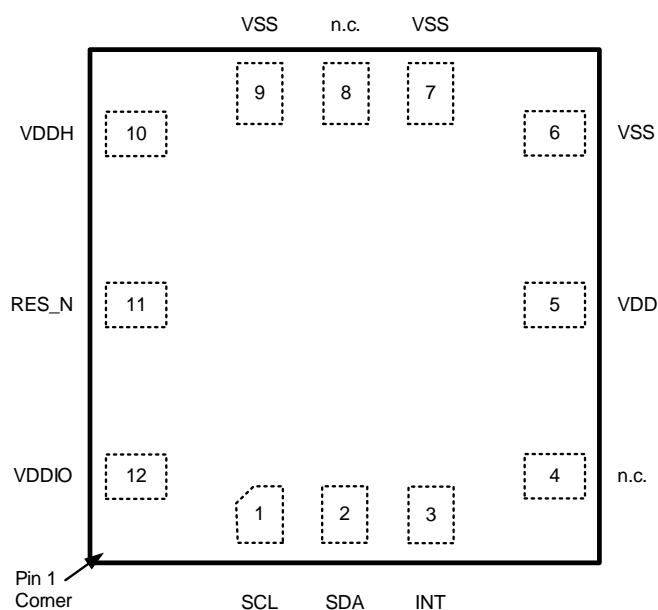 VSS n.c. VSS
9 8 7
VDDH 10 6 VSS
RES_N 11 5 VDD
VDDIO 12 4 n.c.
1 2 3
Pin 1
Corner
SCL SDA INT